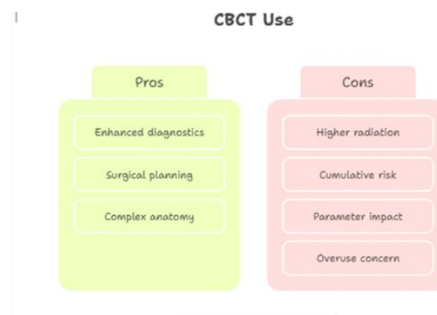 CBCT Use
Pros
Enhanced diagnostics
Surgical planning
Complex anatomy
Cons
Higher radiation
Cumulative risk
Parameter impact
Overuse concern